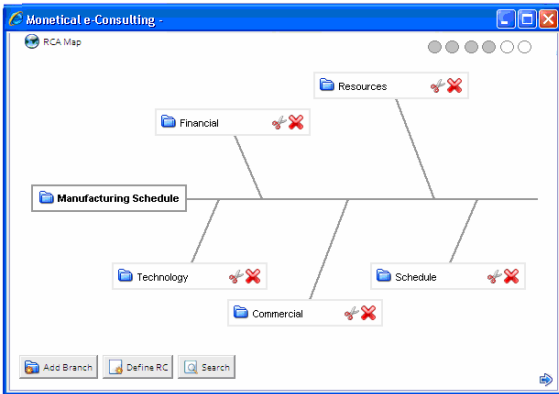 Monetical e-Consulting -
RCA Map
Resources
Financial
Manufacturing Schedule
Technology
Schedule
Commercial
Add Branch
Define RC
Search